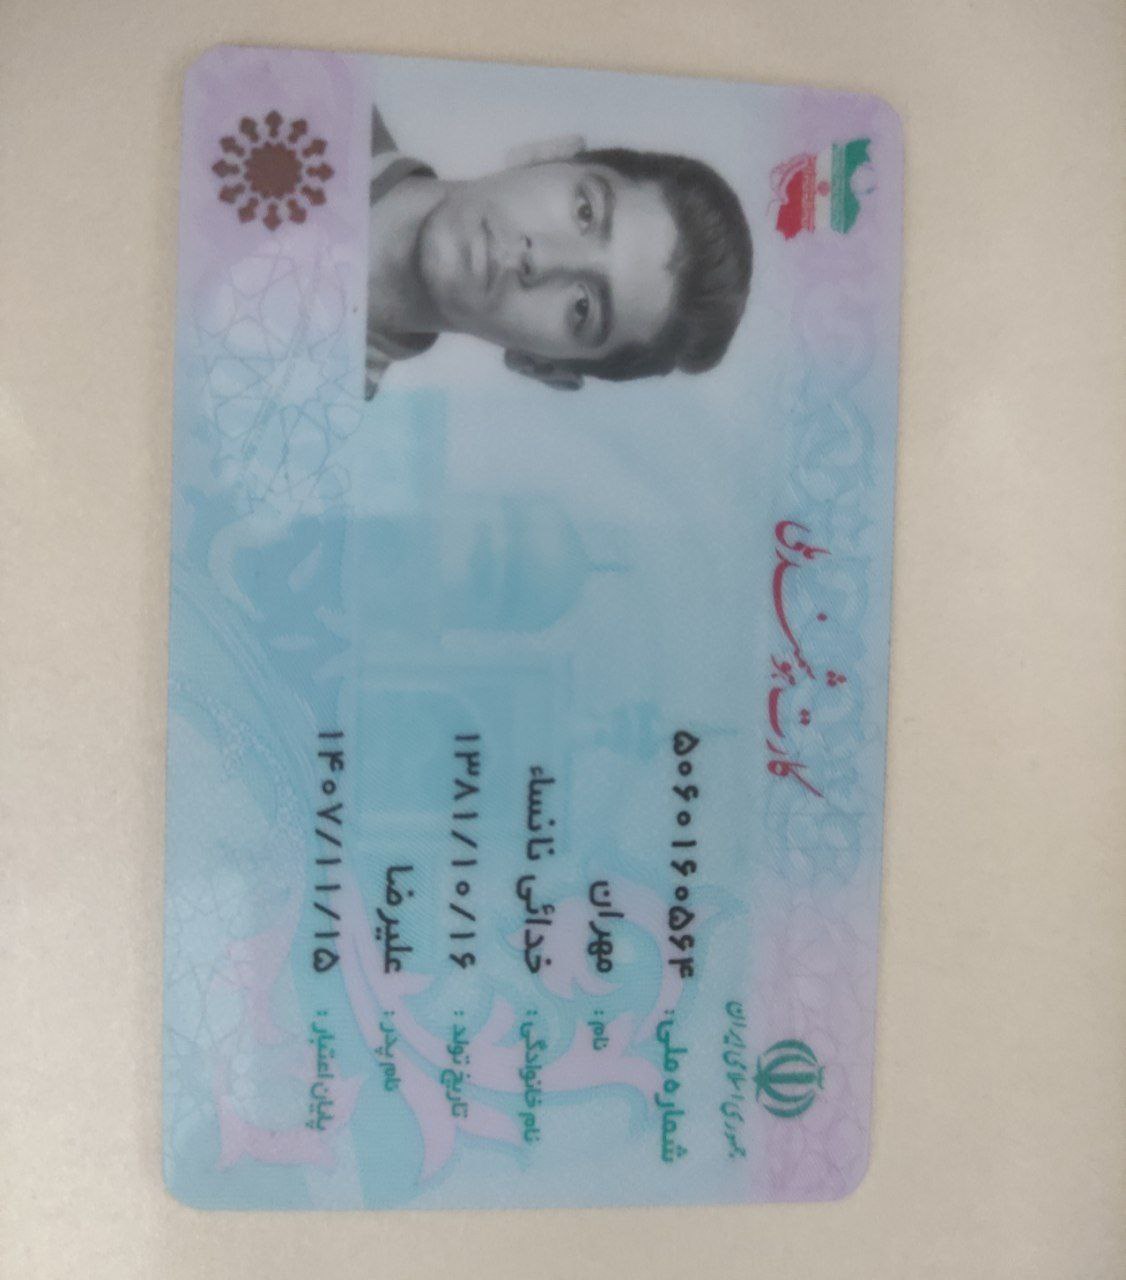 جمهوری اسلامی ایران
کارت هوشمند ملی
شماره ملی: ۵۰۶۰۱۶۰۵۶۴
نام: مهران
نام خانوادگی: خدائی نانساء
تاریخ تولد: ۱۳۸۱/۱۰/۱۶
نام پدر: علیرضا
پایان اعتبار: ۱۴۰۷/۱۱/۱۵